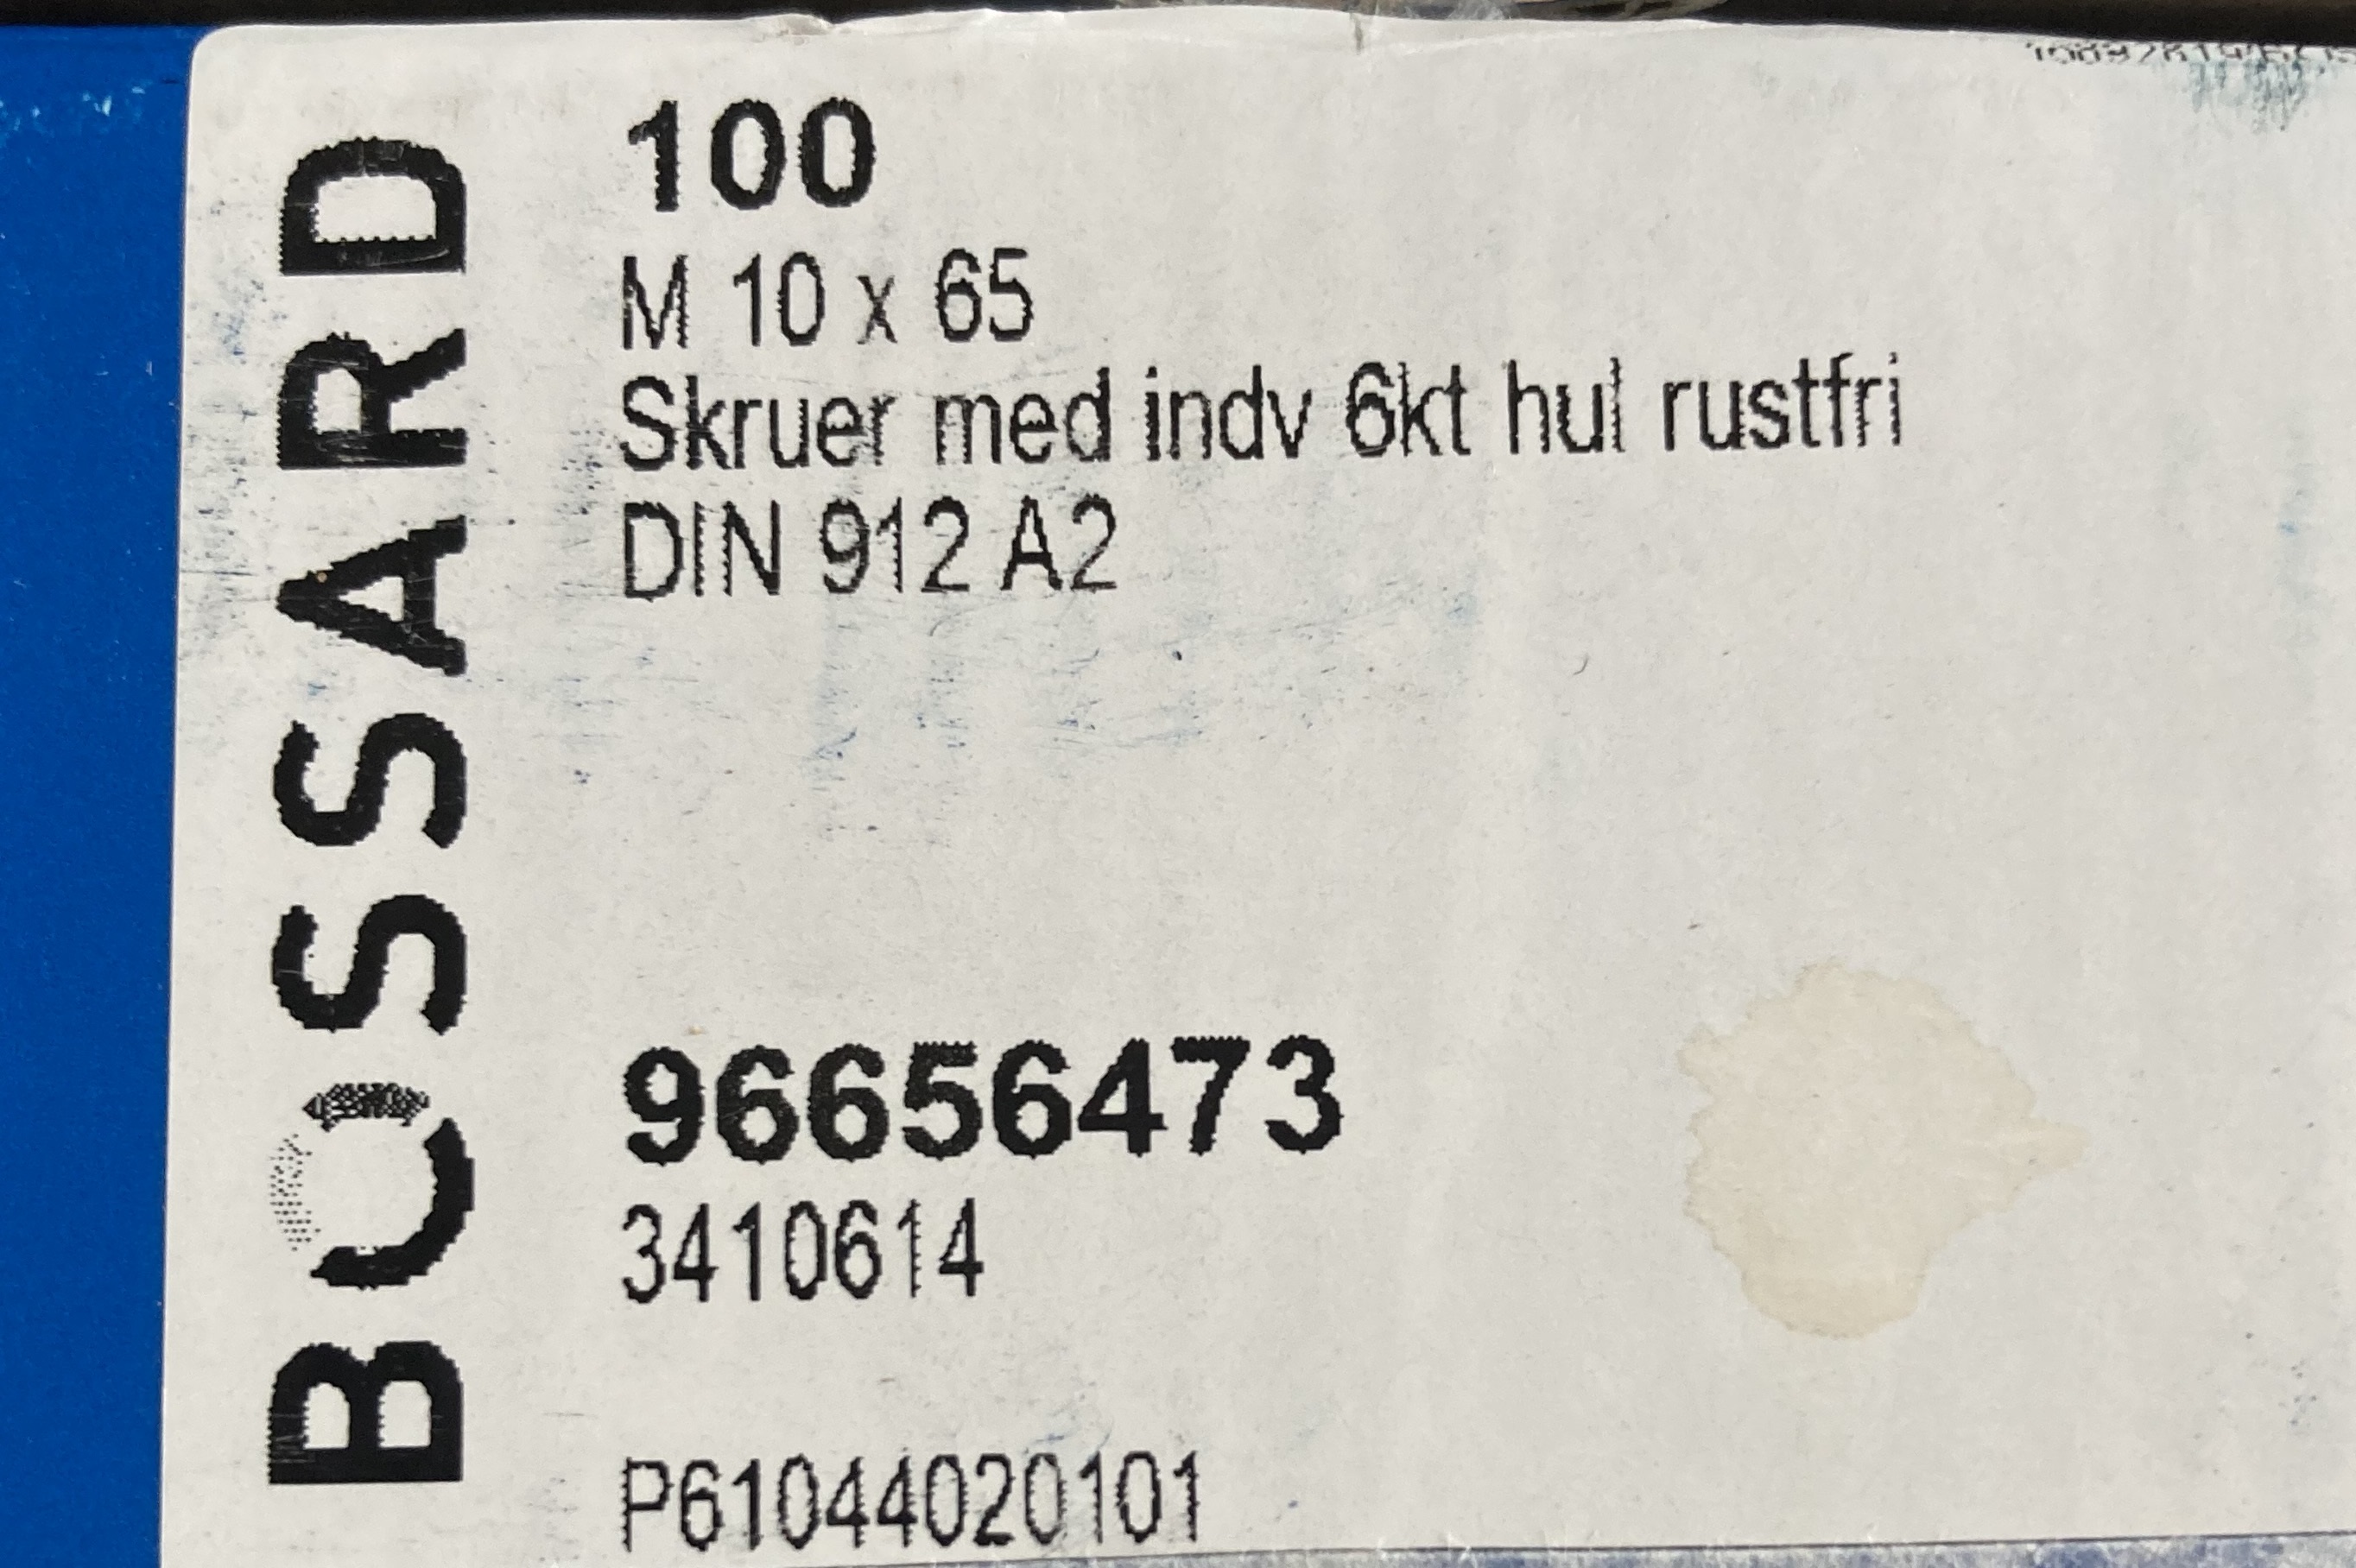 BOSSARD
100
M 10 x 65
Skruer med indv 6kt hul rustfri
DIN 912 A2
96656473
3410614
P61044020101